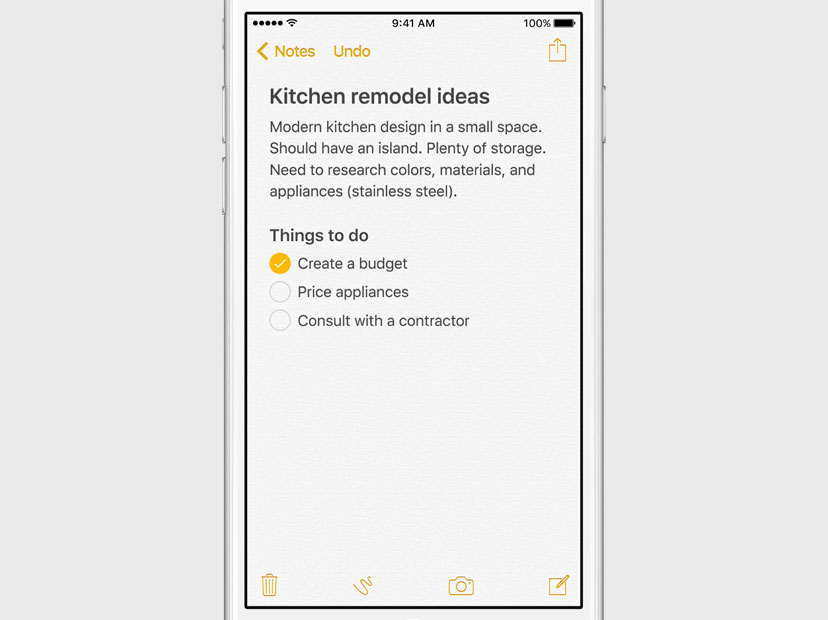 9:41 AM
100%
Notes
Undo
Kitchen remodel ideas
Modern kitchen design in a small space.
Should have an island. Plenty of storage.
Need to research colors, materials, and
appliances (stainless steel).
Things to do
Create a budget
Price appliances
Consult with a contractor